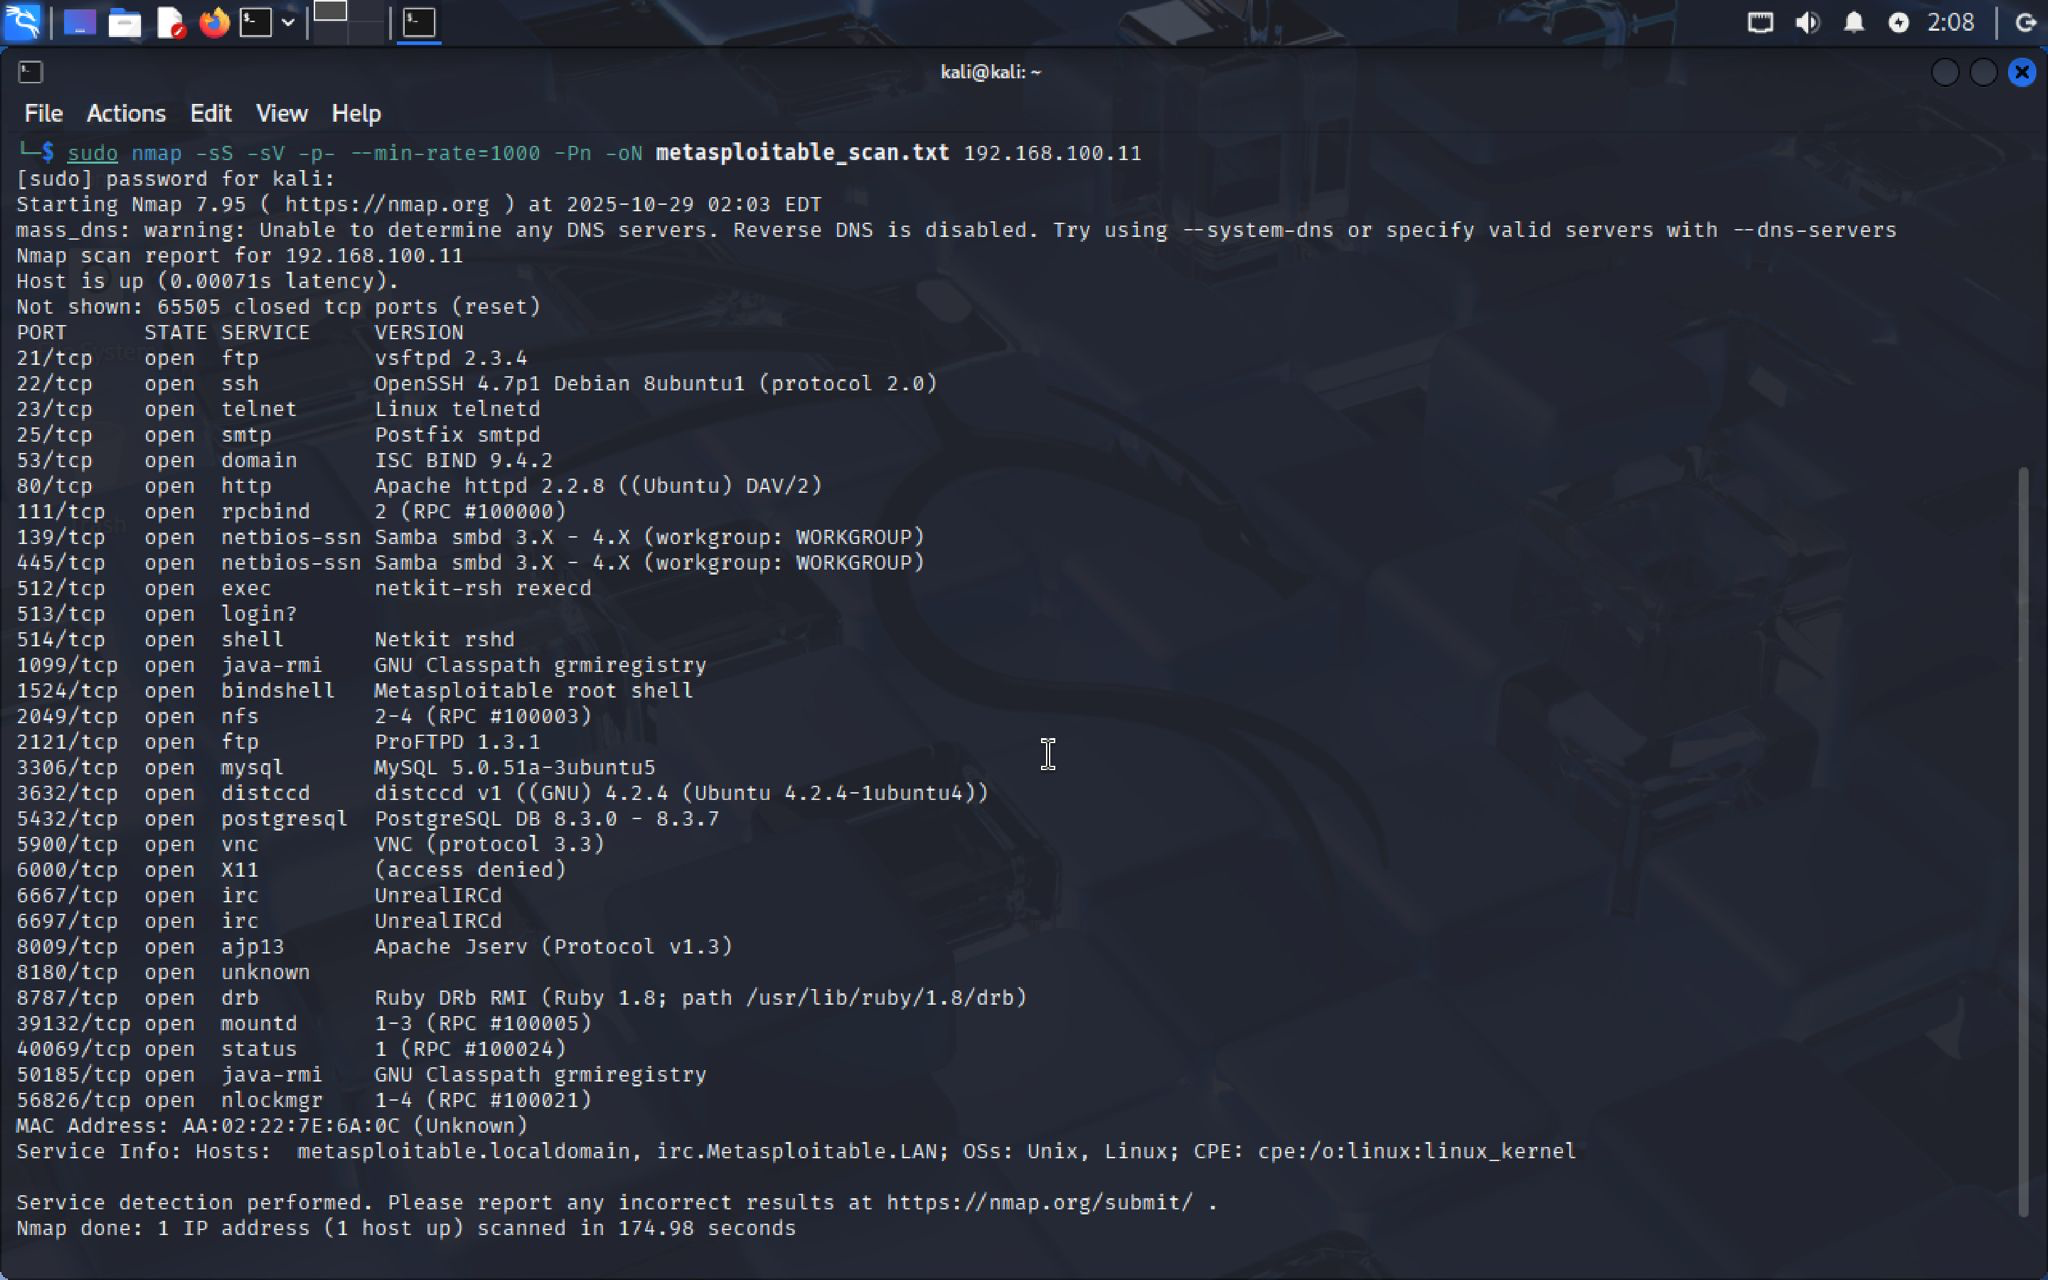 2:08
kali@kali: ~
File Actions Edit View Help
└─$ sudo nmap -sS -sV -p- --min-rate=1000 -Pn -oN metasploitable_scan.txt 192.168.100.11
[sudo] password for kali:
Starting Nmap 7.95 ( https://nmap.org ) at 2025-10-29 02:03 EDT
mass_dns: warning: Unable to determine any DNS servers. Reverse DNS is disabled. Try using --system-dns or specify valid servers with --dns-servers
Nmap scan report for 192.168.100.11
Host is up (0.00071s latency).
Not shown: 65505 closed tcp ports (reset)
PORT      STATE SERVICE     VERSION
21/tcp    open  ftp         vsftpd 2.3.4
22/tcp    open  ssh         OpenSSH 4.7p1 Debian 8ubuntu1 (protocol 2.0)
23/tcp    open  telnet      Linux telnetd
25/tcp    open  smtp        Postfix smtpd
53/tcp    open  domain      ISC BIND 9.4.2
80/tcp    open  http        Apache httpd 2.2.8 ((Ubuntu) DAV/2)
111/tcp   open  rpcbind     2 (RPC #100000)
139/tcp   open  netbios-ssn Samba smbd 3.X - 4.X (workgroup: WORKGROUP)
445/tcp   open  netbios-ssn Samba smbd 3.X - 4.X (workgroup: WORKGROUP)
512/tcp   open  exec        netkit-rsh rexecd
513/tcp   open  login?
514/tcp   open  shell       Netkit rshd
1099/tcp  open  java-rmi    GNU Classpath grmiregistry
1524/tcp  open  bindshell   Metasploitable root shell
2049/tcp  open  nfs         2-4 (RPC #100003)
2121/tcp  open  ftp         ProFTPD 1.3.1
3306/tcp  open  mysql       MySQL 5.0.51a-3ubuntu5
3632/tcp  open  distccd     distccd v1 ((GNU) 4.2.4 (Ubuntu 4.2.4-1ubuntu4))
5432/tcp  open  postgresql  PostgreSQL DB 8.3.0 - 8.3.7
5900/tcp  open  vnc         VNC (protocol 3.3)
6000/tcp  open  X11         (access denied)
6667/tcp  open  irc         UnrealIRCd
6697/tcp  open  irc         UnrealIRCd
8009/tcp  open  ajp13       Apache Jserv (Protocol v1.3)
8180/tcp  open  unknown
8787/tcp  open  drb         Ruby DRb RMI (Ruby 1.8; path /usr/lib/ruby/1.8/drb)
39132/tcp open  mountd      1-3 (RPC #100005)
40069/tcp open  status      1 (RPC #100024)
50185/tcp open  java-rmi    GNU Classpath grmiregistry
56826/tcp open  nlockmgr    1-4 (RPC #100021)
MAC Address: AA:02:22:7E:6A:0C (Unknown)
Service Info: Hosts:  metasploitable.localdomain, irc.Metasploitable.LAN; OSs: Unix, Linux; CPE: cpe:/o:linux:linux_kernel
Service detection performed. Please report any incorrect results at https://nmap.org/submit/ .
Nmap done: 1 IP address (1 host up) scanned in 174.98 seconds